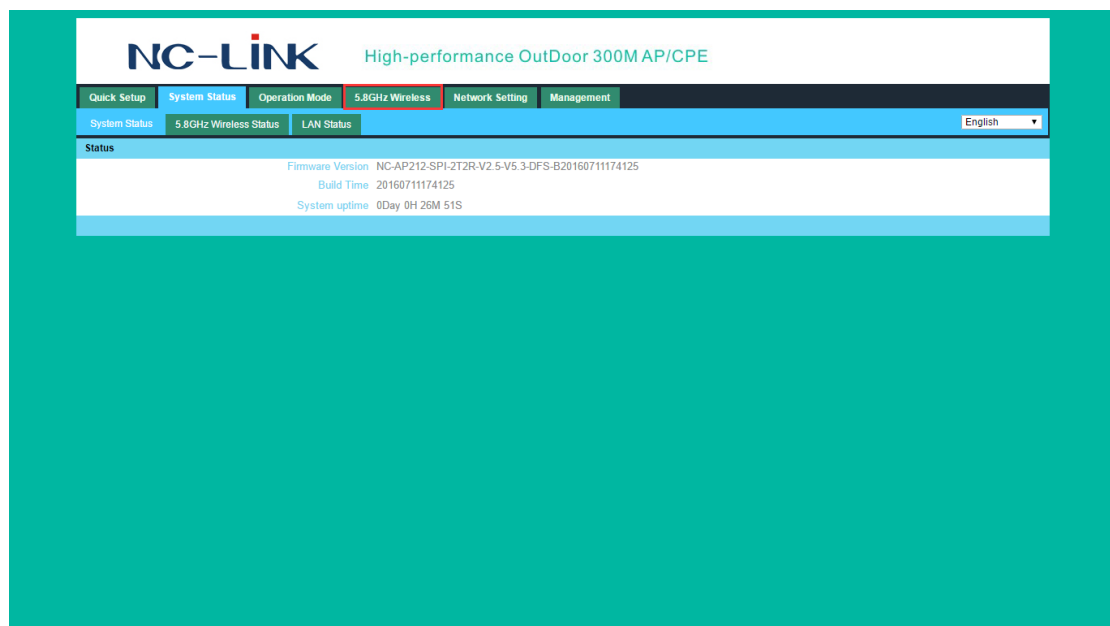 NC-LINK High-performance OutDoor 300M AP/CPE
Quick Setup System Status Operation Mode 5.8GHz Wireless Network Setting Management
System Status 5.8GHz Wireless Status LAN Status English
Status
Firmware Version NC-AP212-SPI-2T2R-V2.5-V5.3-DFS-B20160711174125
Build Time 20160711174125
System uptime 0Day 0H 26M 51S